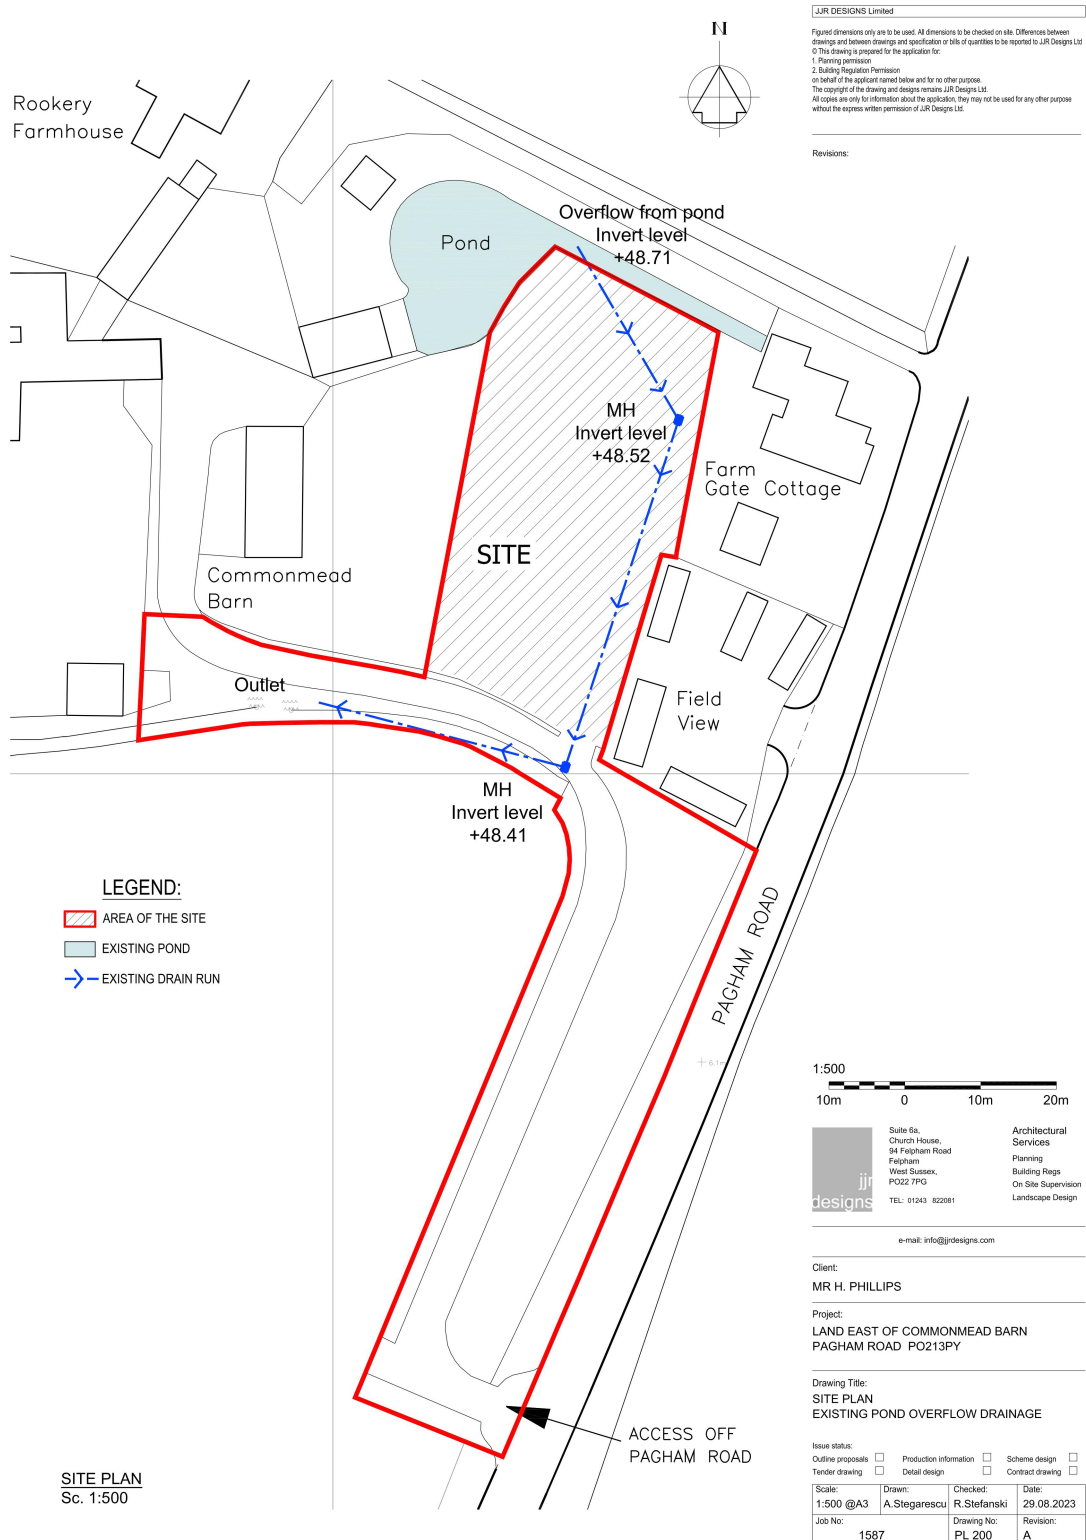 JJR DESIGNS Limited
Figured dimensions only are to be used. All dimensions to be checked on site. Differences between
drawings and between drawings and specification or bills of quantities to be reported to JJR Designs Ltd
© This drawing is prepared for the application for:
1. Planning permission
2. Building Regulation Permission
on behalf of the applicant named below and for no other purpose.
The copyright of the drawing and designs remains JJR Designs Ltd.
All copies are only for information about the application, they may not be used for any other purpose
without the express written permission of JJR Designs Ltd.
Revisions:
N
Rookery
Farmhouse
Pond
Overflow from pond
Invert level
+48.71
MH
Invert level
+48.52
Farm
Gate Cottage
SITE
Commonmead
Barn
Outlet
Field
View
MH
Invert level
+48.41
LEGEND:
AREA OF THE SITE
EXISTING POND
EXISTING DRAIN RUN
PAGHAM ROAD
+ 6.1m
ACCESS OFF
PAGHAM ROAD
SITE PLAN
Sc. 1:500
1:500
10m 0 10m 20m
jjr
designs
Suite 6a,
Church House,
94 Felpham Road
Felpham
West Sussex,
PO22 7PG
TEL: 01243 822081
Architectural
Services
Planning
Building Regs
On Site Supervision
Landscape Design
e-mail: info@jjrdesigns.com
Client:
MR H. PHILLIPS
Project:
LAND EAST OF COMMONMEAD BARN
PAGHAM ROAD PO213PY
Drawing Title:
SITE PLAN
EXISTING POND OVERFLOW DRAINAGE
Issue status:
Outline proposals Production information Scheme design
Tender drawing Detail design Contract drawing
Scale: Drawn: Checked: Date:
1:500 @A3 A.Stegarescu R.Stefanski 29.08.2023
Job No: Drawing No: Revision:
1587 PL 200 A